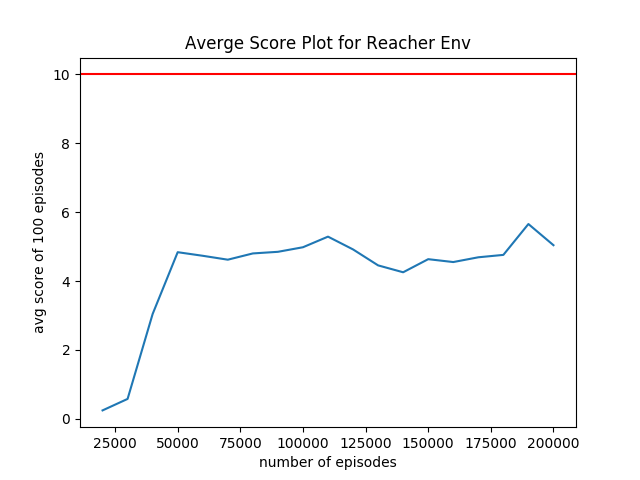 Averge Score Plot for Reacher Env
10
8
6
4
2
0
avg score of 100 episodes
25000 50000 75000 100000 125000 150000 175000 200000
number of episodes